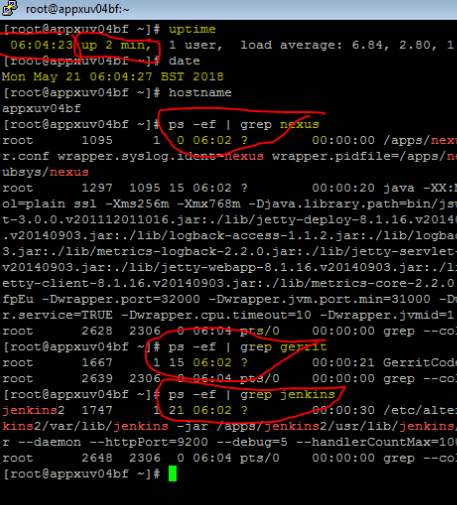 root@appxuv04bf:~
[root@appxuv04bf ~]# uptime
 06:04:23 up 2 min,  1 user,  load average: 6.84, 2.80, 1
[root@appxuv04bf ~]# date
Mon May 21 06:04:27 BST 2018
[root@appxuv04bf ~]# hostname
appxuv04bf
[root@appxuv04bf ~]# ps -ef | grep nexus
root      1095     1  0 06:02 ?        00:00:00 /apps/nex
r.conf wrapper.syslog.ident=nexus wrapper.pidfile=/apps/n
ubsys/nexus
root      1297  1095 15 06:02 ?        00:00:20 java -XX:M
ol=plain ssl -Xms256m -Xmx768m -Djava.library.path=bin/jsw
t-3.0.0.v201112011016.jar:./lib/jetty-deploy-8.1.16.v2014
.v20140903.jar:./lib/logback-access-1.1.2.jar:./lib/logba
3.jar:./lib/metrics-logback-2.2.0.jar:./lib/jetty-servlet-
v20140903.jar:./lib/jetty-webapp-8.1.16.v20140903.jar:./l
etty-client-8.1.16.v20140903.jar:./lib/metrics-core-2.2.0
fpEu -Dwrapper.port=32000 -Dwrapper.jvm.port.min=31000 -D
r.service=TRUE -Dwrapper.cpu.timeout=10 -Dwrapper.jvmid=1
root      2628  2306  0 06:04 pts/0    00:00:00 grep --co
[root@appxuv04bf ~]# ps -ef | grep gerrit
root      1667     1 15 06:02 ?        00:00:21 GerritCod
root      2639  2306  0 06:04 pts/0    00:00:00 grep --co
[root@appxuv04bf ~]# ps -ef | grep jenkins
jenkins2  1747     1 21 06:02 ?        00:00:30 /etc/alte
kins2/var/lib/jenkins -jar /apps/jenkins2/usr/lib/jenkins/
r --daemon --httpPort=9200 --debug=5 --handlerCountMax=10
root      2648  2306  0 06:04 pts/0    00:00:00 grep --co
[root@appxuv04bf ~]#